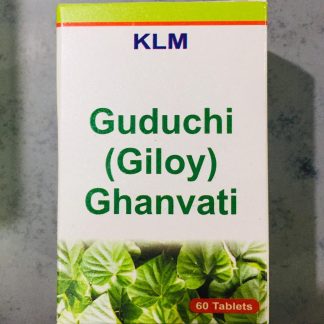 KLM
Guduchi
(Giloy)
Ghanvati
60 Tablets